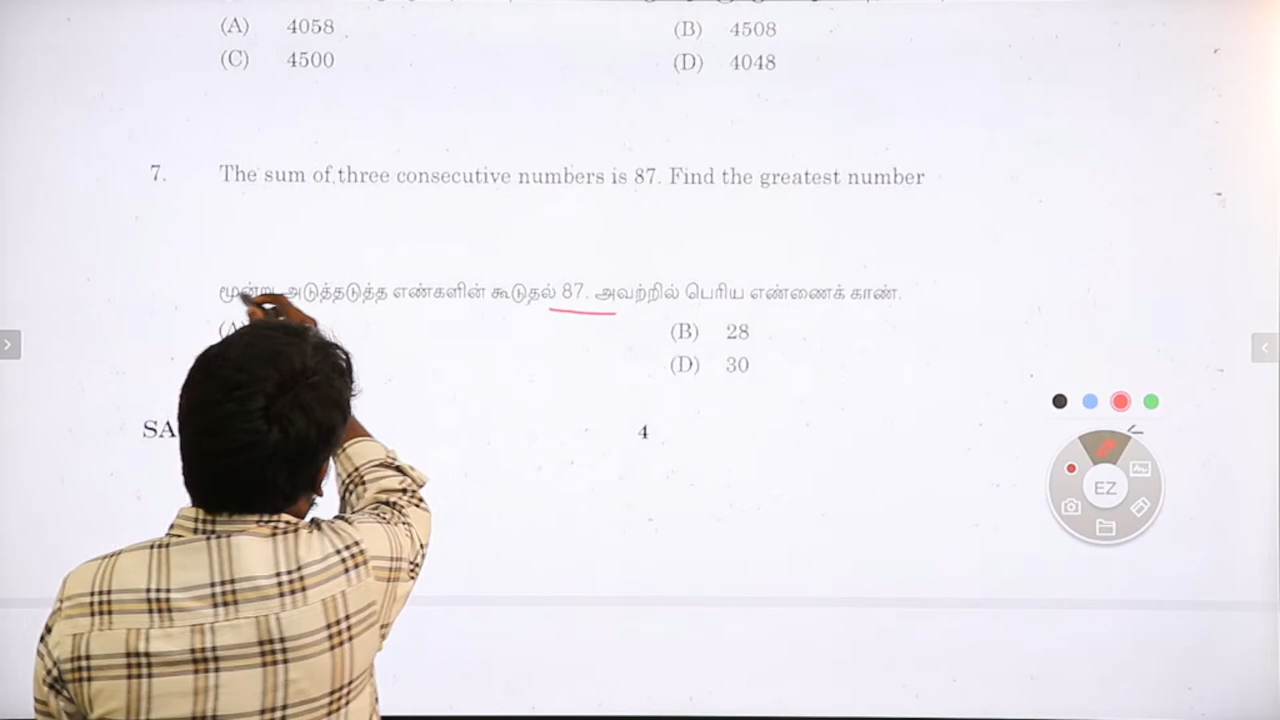 (A) 4058 (B) 4508
(C) 4500 (D) 4048
7. The sum of three consecutive numbers is 87. Find the greatest number
மூன்று அடுத்தடுத்த எண்களின் கூடுதல் 87. அவற்றில் பெரிய எண்ணைக் காண்.
(A) (B) 28
(D) 30
SA 4
EZ